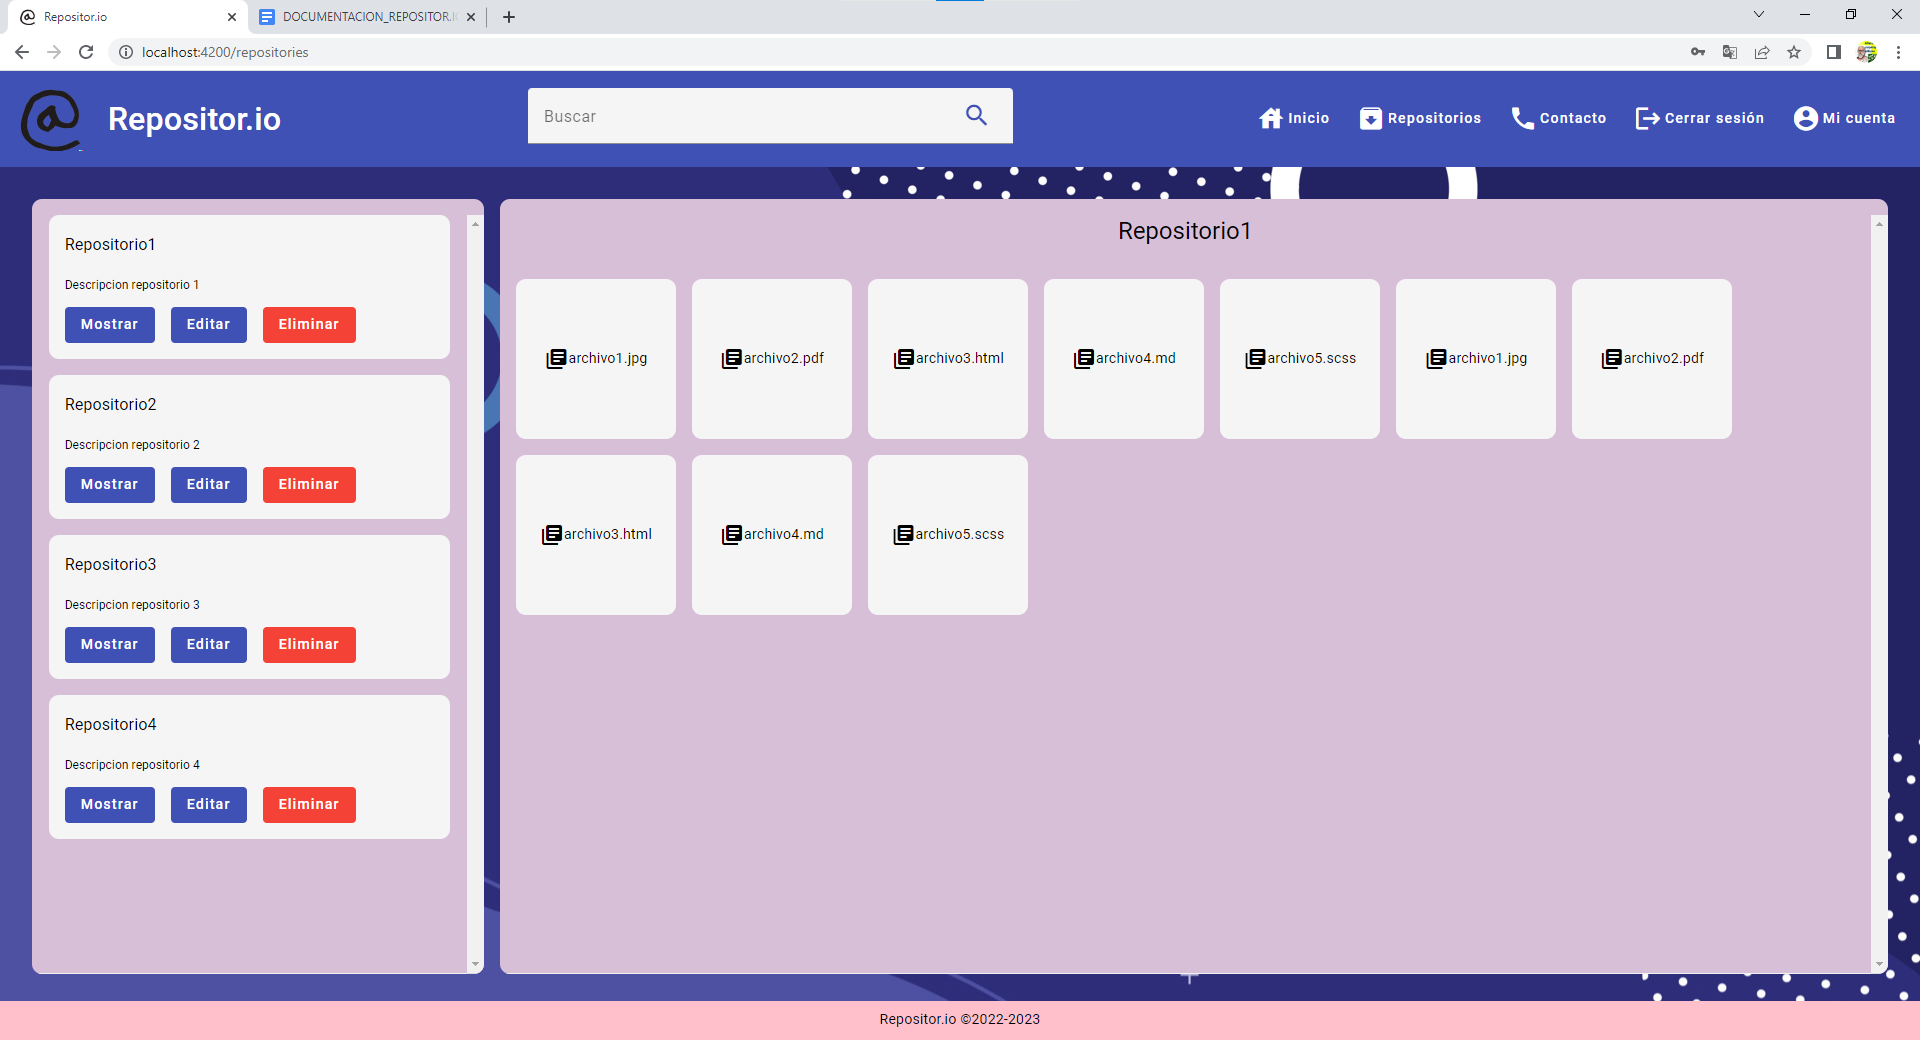 Repositor.io
DOCUMENTACION_REPOSITOR.I
localhost:4200/repositories
Repositor.io
Buscar
Inicio
Repositorios
Contacto
Cerrar sesión
Mi cuenta
Repositorio1
Descripcion repositorio 1
Mostrar Editar Eliminar
Repositorio2
Descripcion repositorio 2
Mostrar Editar Eliminar
Repositorio3
Descripcion repositorio 3
Mostrar Editar Eliminar
Repositorio4
Descripcion repositorio 4
Mostrar Editar Eliminar
Repositorio1
archivo1.jpg archivo2.pdf archivo3.html archivo4.md archivo5.scss archivo1.jpg archivo2.pdf
archivo3.html archivo4.md archivo5.scss
Repositor.io ©2022-2023